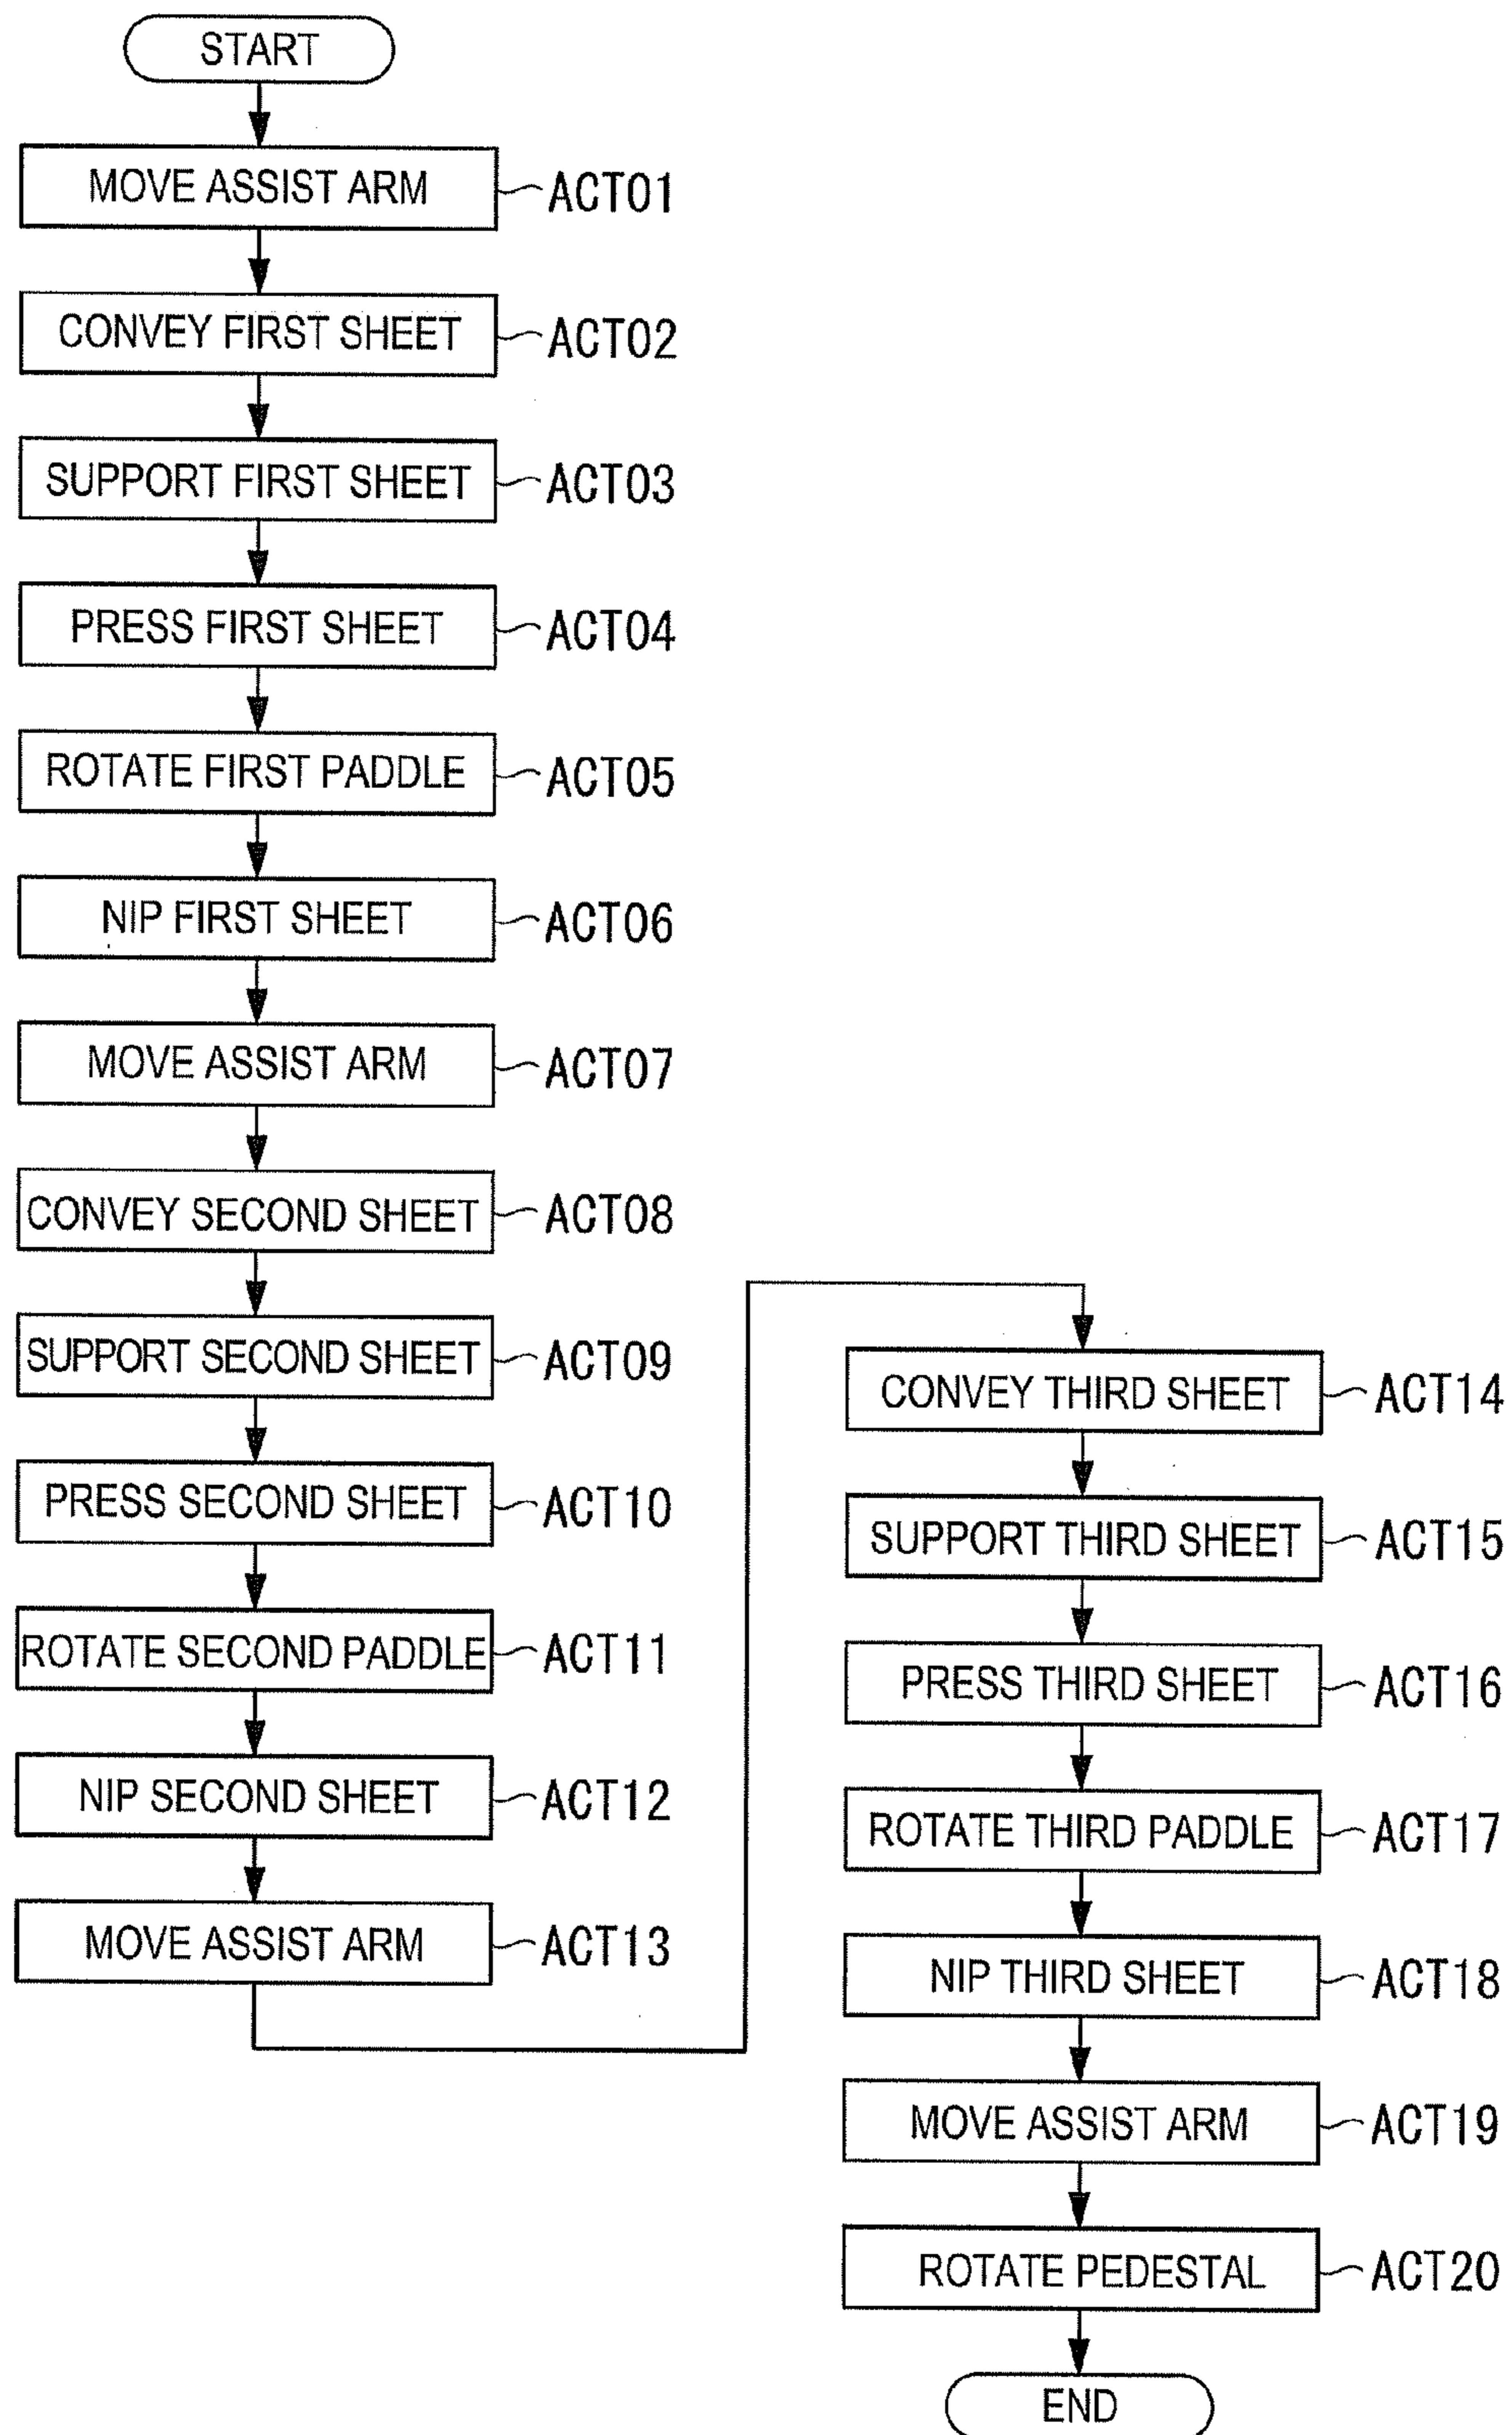 START
MOVE ASSIST ARM ACT01
CONVEY FIRST SHEET ACT02
SUPPORT FIRST SHEET ACT03
PRESS FIRST SHEET ACT04
ROTATE FIRST PADDLE ACT05
NIP FIRST SHEET ACT06
MOVE ASSIST ARM ACT07
CONVEY SECOND SHEET ACT08
SUPPORT SECOND SHEET ACT09
PRESS SECOND SHEET ACT10
ROTATE SECOND PADDLE ACT11
NIP SECOND SHEET ACT12
MOVE ASSIST ARM ACT13
CONVEY THIRD SHEET ACT14
SUPPORT THIRD SHEET ACT15
PRESS THIRD SHEET ACT16
ROTATE THIRD PADDLE ACT17
NIP THIRD SHEET ACT18
MOVE ASSIST ARM ACT19
ROTATE PEDESTAL ACT20
END